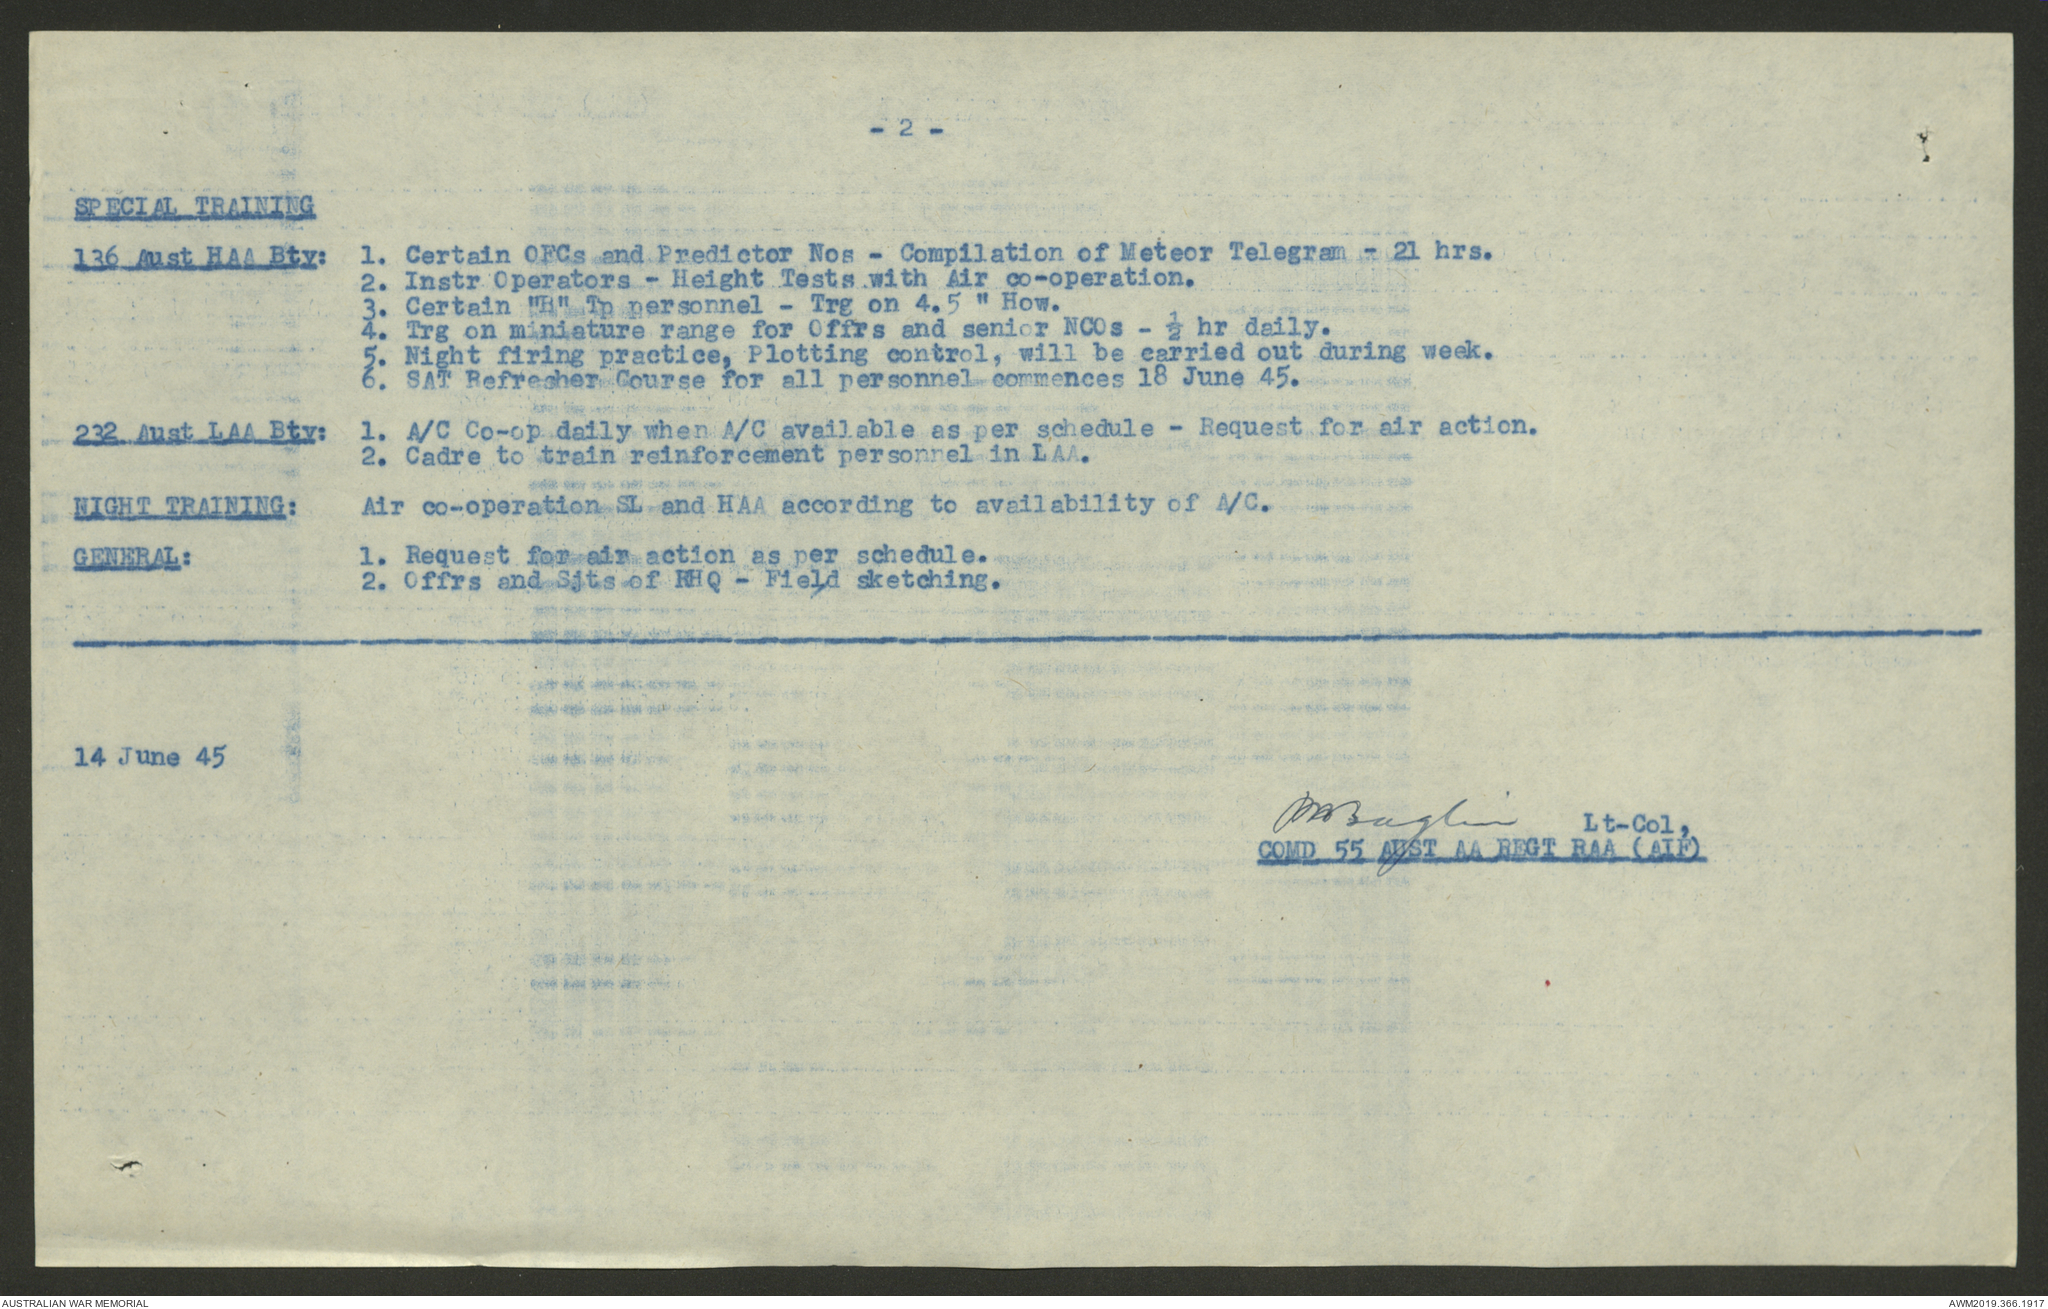 - 2 -
SPECIAL TRAINING
136 Aust HAA Bty: 1. Certain OFCs and Predictor Nos - Compilation of Meteor Telegram - 21 hrs.
2. Instr Operators - Height Tests with Air co-operation.
3. Certain "B" Tp personnel - Trg on 4.5 " How.
4. Trg on miniature range for Offrs and senior NCOs - ½ hr daily.
5. Night firing practice, Plotting control, will be carried out during week.
6. SAT Refresher Course for all personnel commences 18 June 45.
232 Aust LAA Bty: 1. A/C Co-op daily when A/C available as per schedule - Request for air action.
2. Cadre to train reinforcement personnel in LAA.
NIGHT TRAINING: Air co-operation SL and HAA according to availability of A/C.
GENERAL: 1. Request for air action as per schedule.
2. Offrs and Sjts of RHQ - Field sketching.
14 June 45
Baglin Lt-Col,
COMD 55 AUST AA REGT RAA (AIF)
AUSTRALIAN WAR MEMORIAL
AWM2019.366.1917